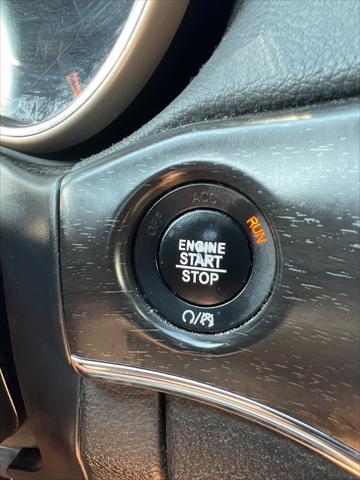 OFF
ACC
RUN
ENGINE
START
STOP